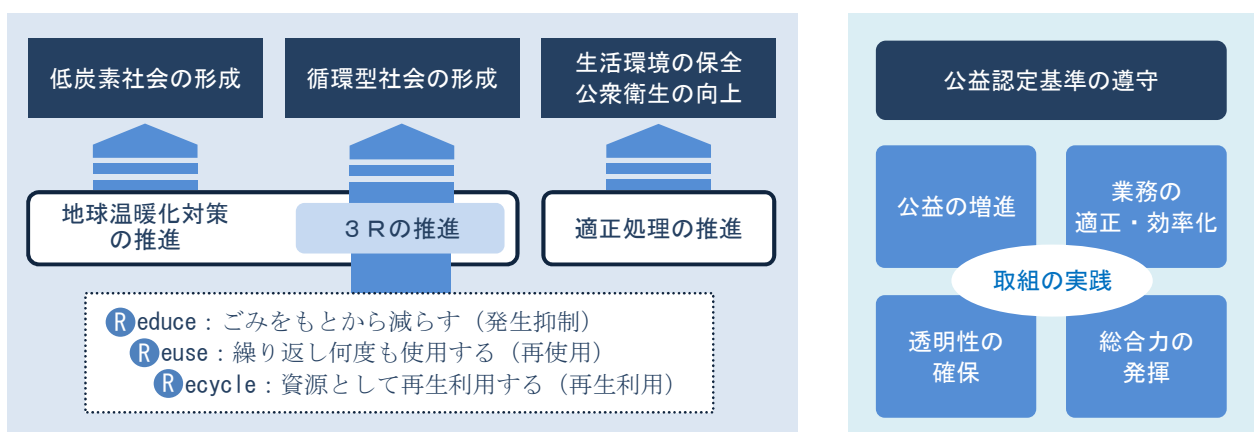 低炭素社会の形成
循環型社会の形成
生活環境の保全
公衆衛生の向上
地球温暖化対策
の推進
3Rの推進
適正処理の推進
Reduce:ごみをもとから減らす(発生抑制)
Reuse:繰り返し何度も使用する(再使用)
Recycle:資源として再生利用する(再生利用)
公益認定基準の遵守
公益の増進
業務の
適正・効率化
取組の実践
透明性の
確保
総合力の
発揮